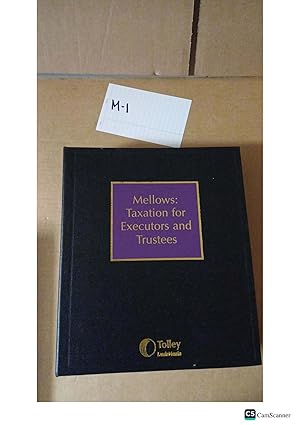 M-1
Mellows:
Taxation for
Executors and
Trustees
Tolley
LexisNexis
CS CamScanner